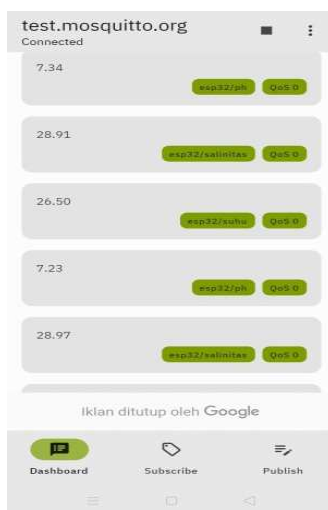 test.mosquitto.org
Connected
7.34
esp32/ph QoS 0
28.91
esp32/salinitas QoS 0
26.50
esp32/suhu QoS 0
7.23
esp32/ph QoS 0
28.97
esp32/salinitas QoS 0
Iklan ditutup oleh Google
Dashboard Subscribe Publish